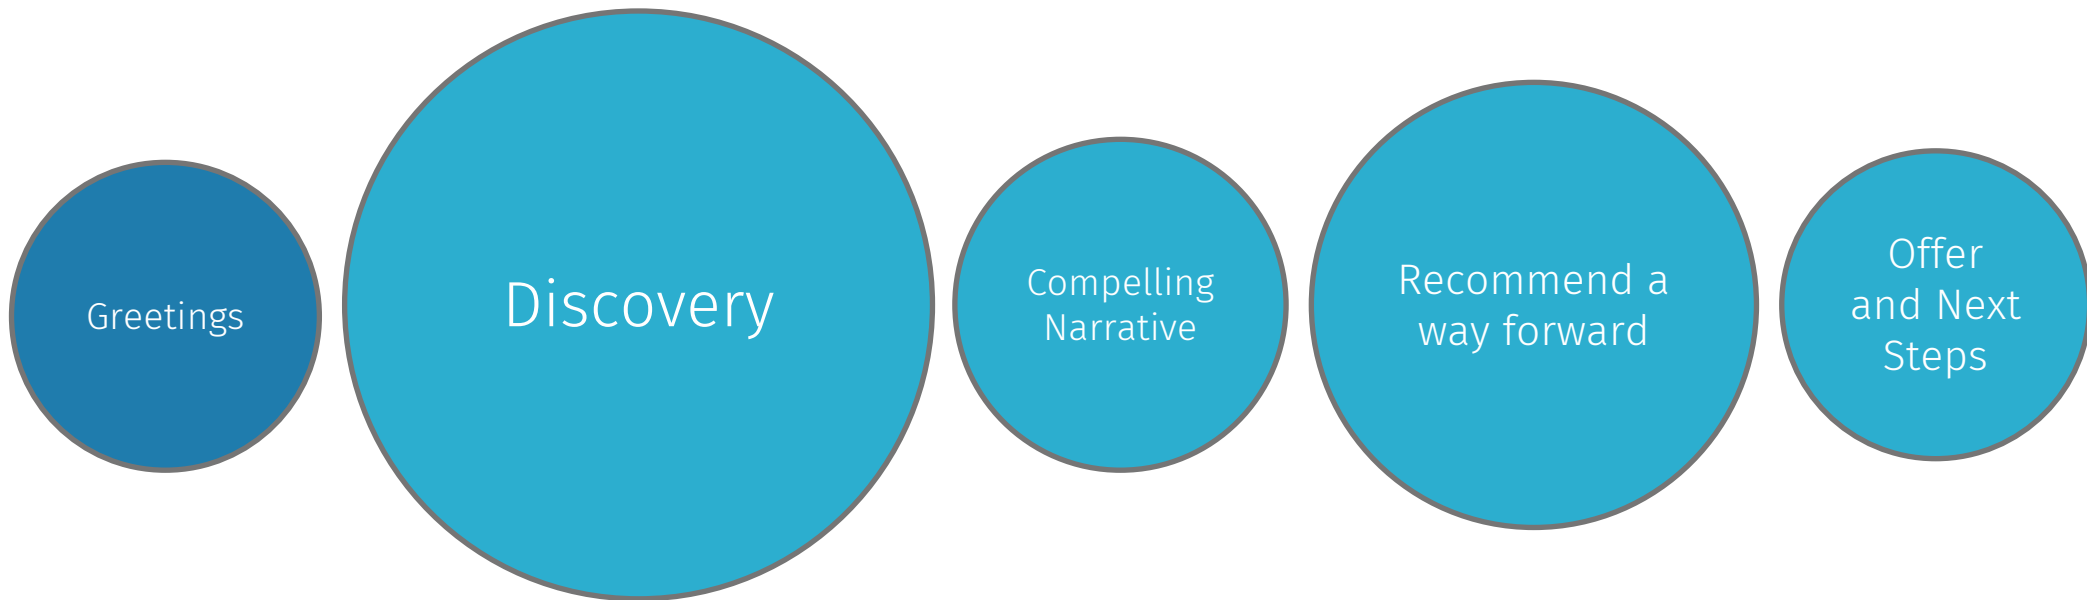 Greetings
Discovery
Compelling
Narrative
Recommend a
way forward
Offer
and Next
Steps